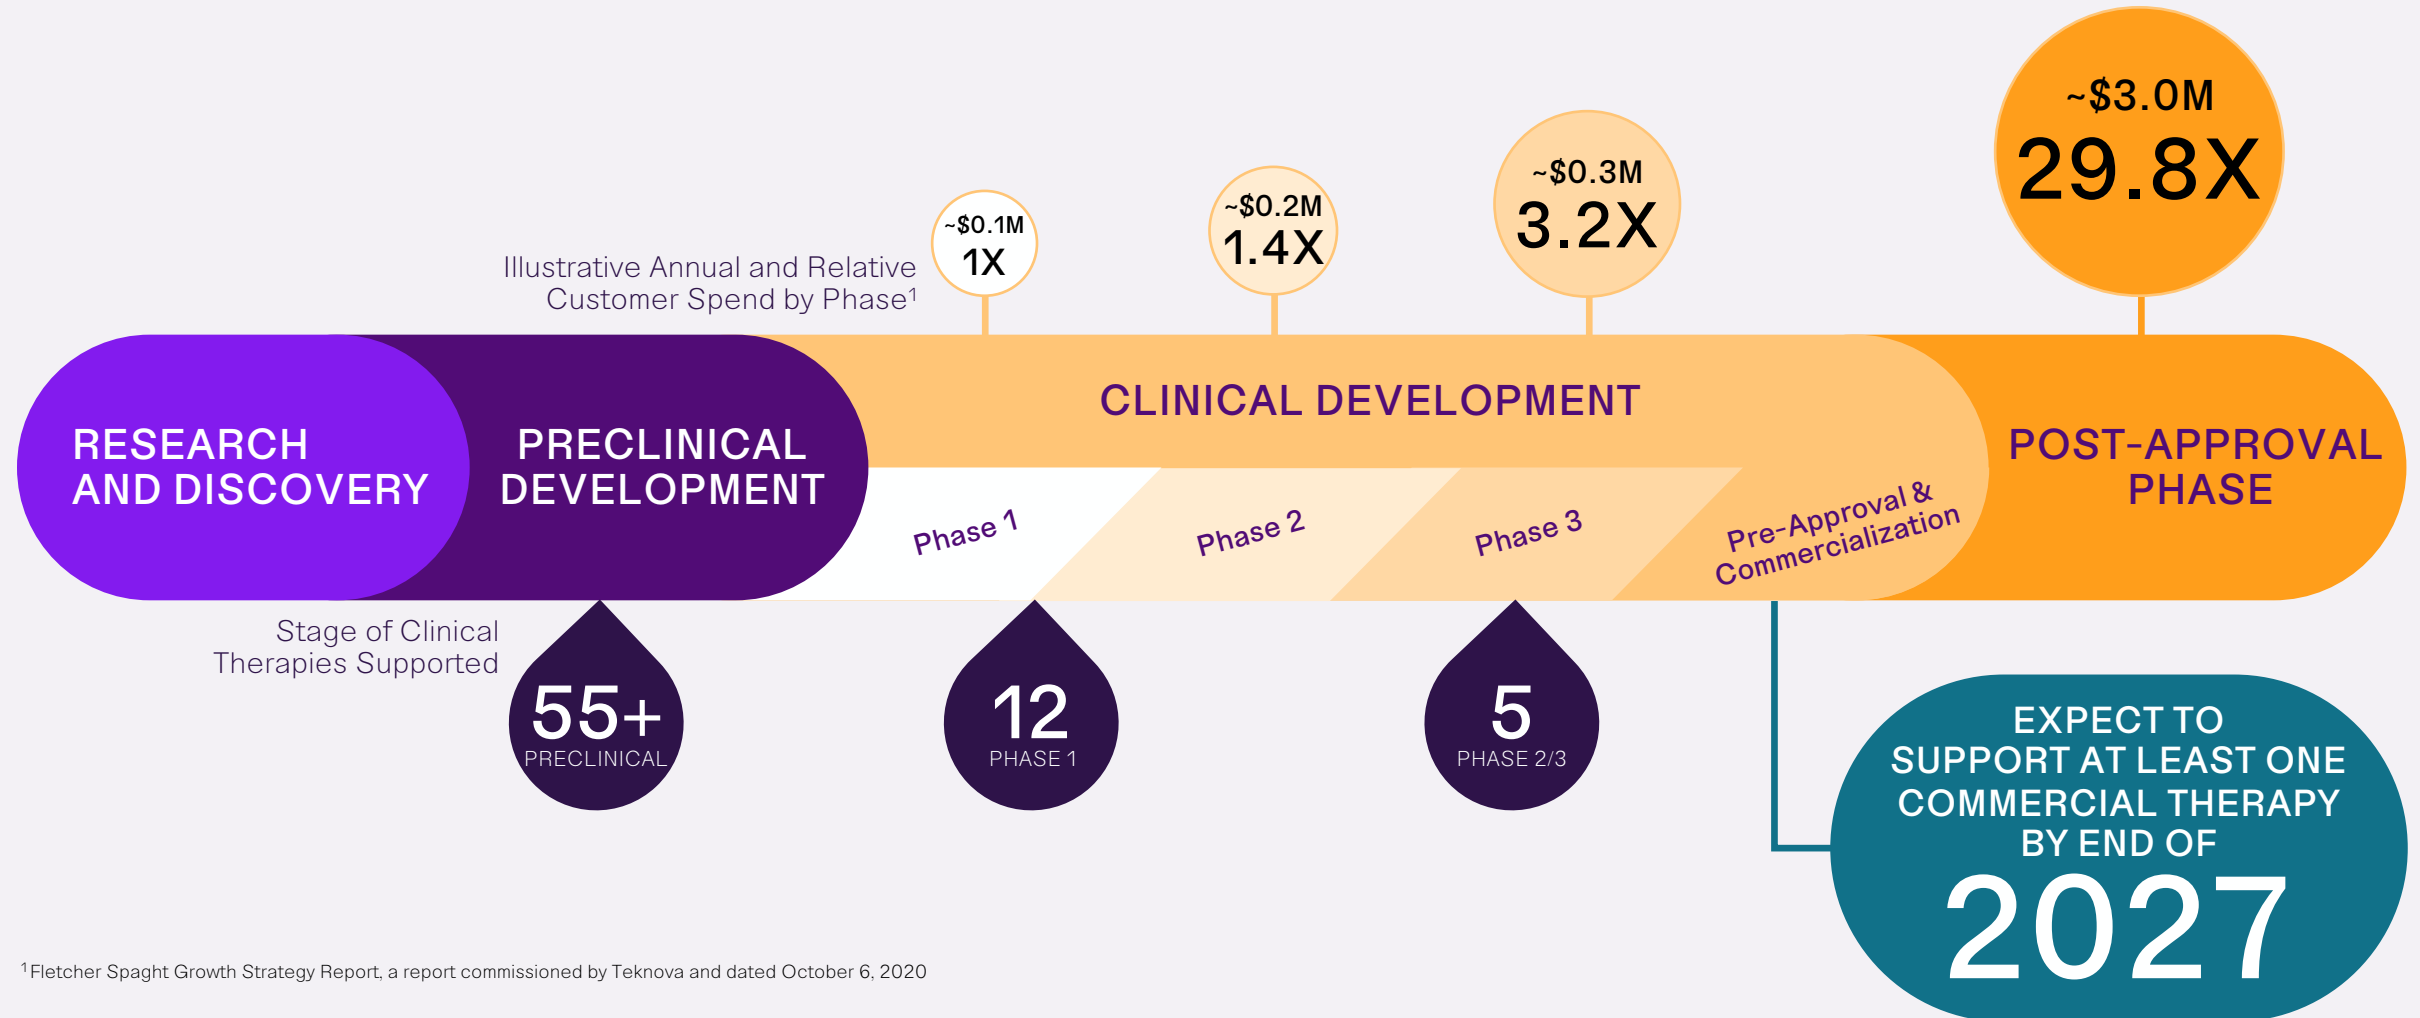 ~$3.0M
29.8X
~$0.3M
3.2X
~$0.2M
1.4X
~$0.1M
1X
Illustrative Annual and Relative
Customer Spend by Phase¹
RESEARCH
AND DISCOVERY
PRECLINICAL
DEVELOPMENT
CLINICAL DEVELOPMENT
Phase 1
Phase 2
Phase 3
Pre-Approval &
Commercialization
POST-APPROVAL
PHASE
Stage of Clinical
Therapies Supported
55+
PRECLINICAL
12
PHASE 1
5
PHASE 2/3
EXPECT TO
SUPPORT AT LEAST ONE
COMMERCIAL THERAPY
BY END OF
2027
¹ Fletcher Spaght Growth Strategy Report, a report commissioned by Teknova and dated October 6, 2020